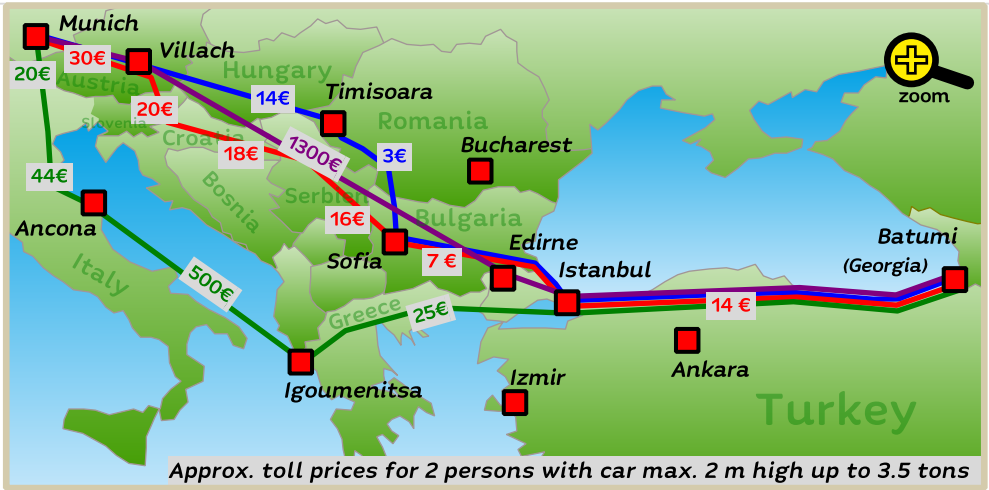 Munich
Villach
30€
20€
Austria
Hungary
14€
Timisoara
zoom
20€
Slovenia
Croatia
Romania
18€
1300€
3€
Bucharest
44€
Bosnia
Serbien
16€
Bulgaria
Ancona
Sofia
7 €
Edirne
Istanbul
Batumi
(Georgia)
Italy
500€
Greece
25€
14 €
Igoumenitsa
Izmir
Ankara
Turkey
Approx. toll prices for 2 persons with car max. 2 m high up to 3.5 tons